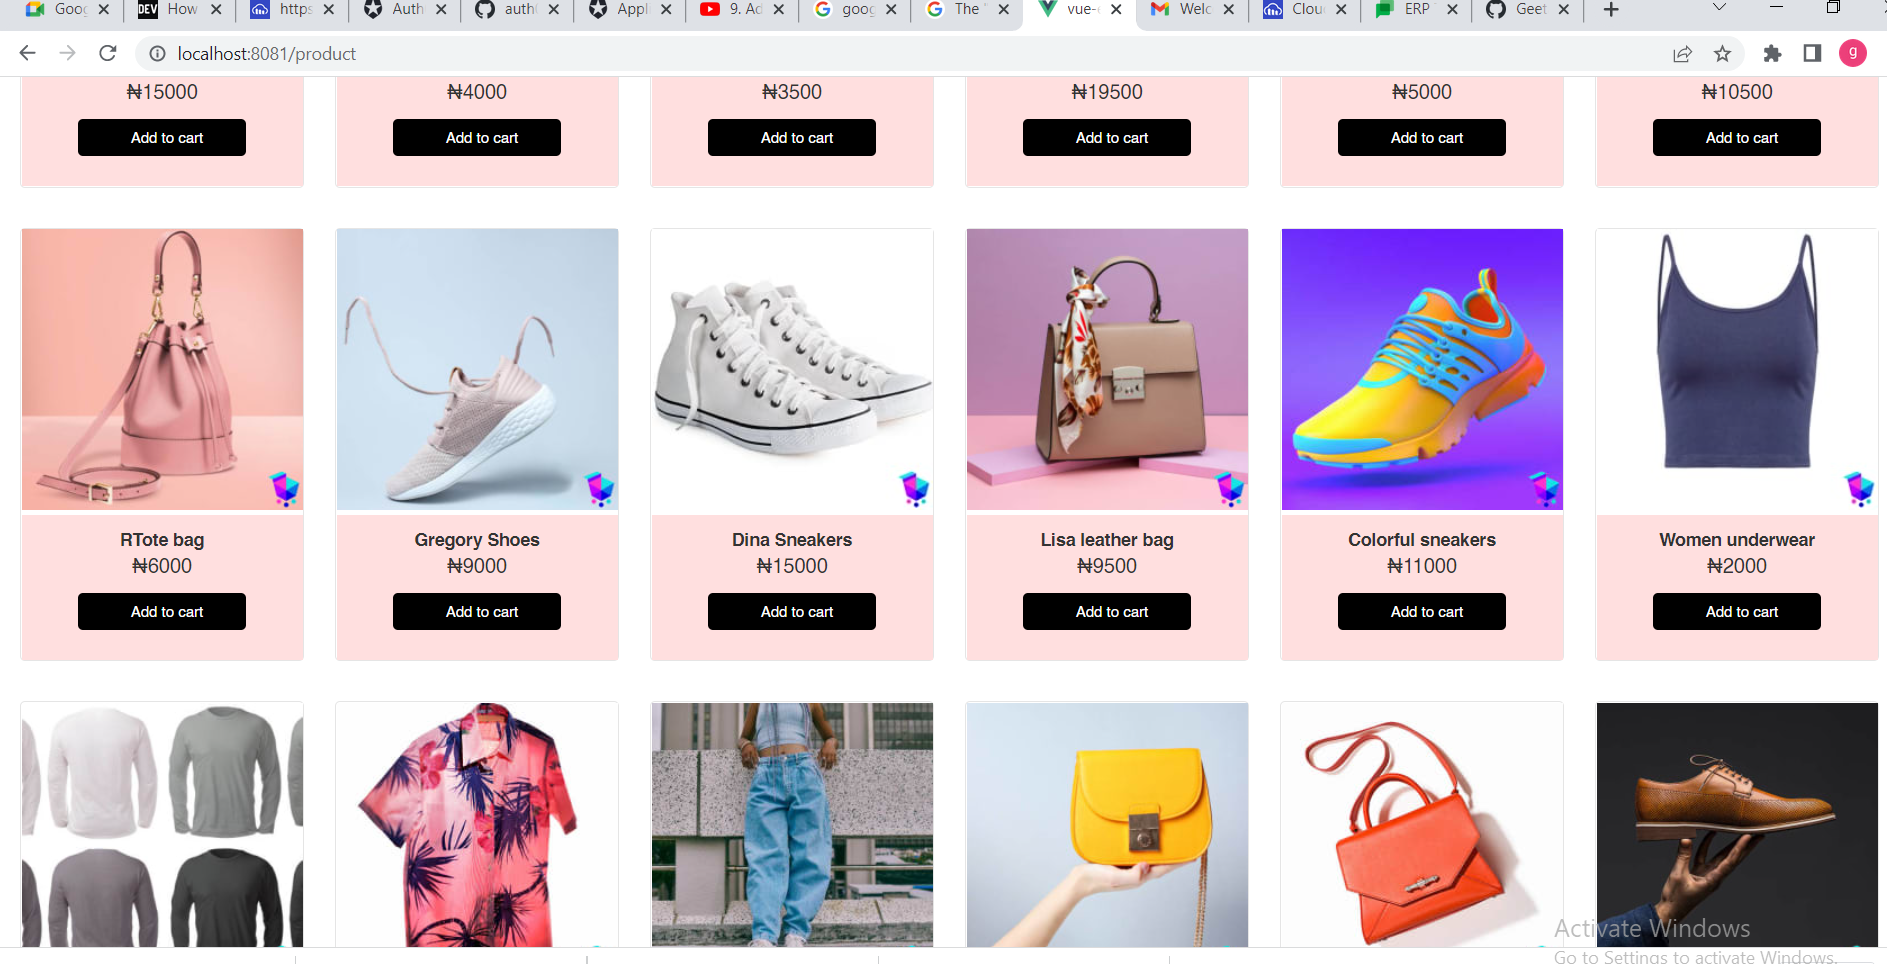 Goog
DEV How
https
Auth
auth
Appl
9. Ad
goog
The "
vue-
Welc
Clou
ERP
Geet
localhost:8081/product
g
₦15000 ₦4000 ₦3500 ₦19500 ₦5000 ₦10500
Add to cart Add to cart Add to cart Add to cart Add to cart Add to cart
RTote bag Gregory Shoes Dina Sneakers Lisa leather bag Colorful sneakers Women underwear
₦6000 ₦9000 ₦15000 ₦9500 ₦11000 ₦2000
Add to cart Add to cart Add to cart Add to cart Add to cart Add to cart
Activate Windows
Go to Settings to activate Windows.